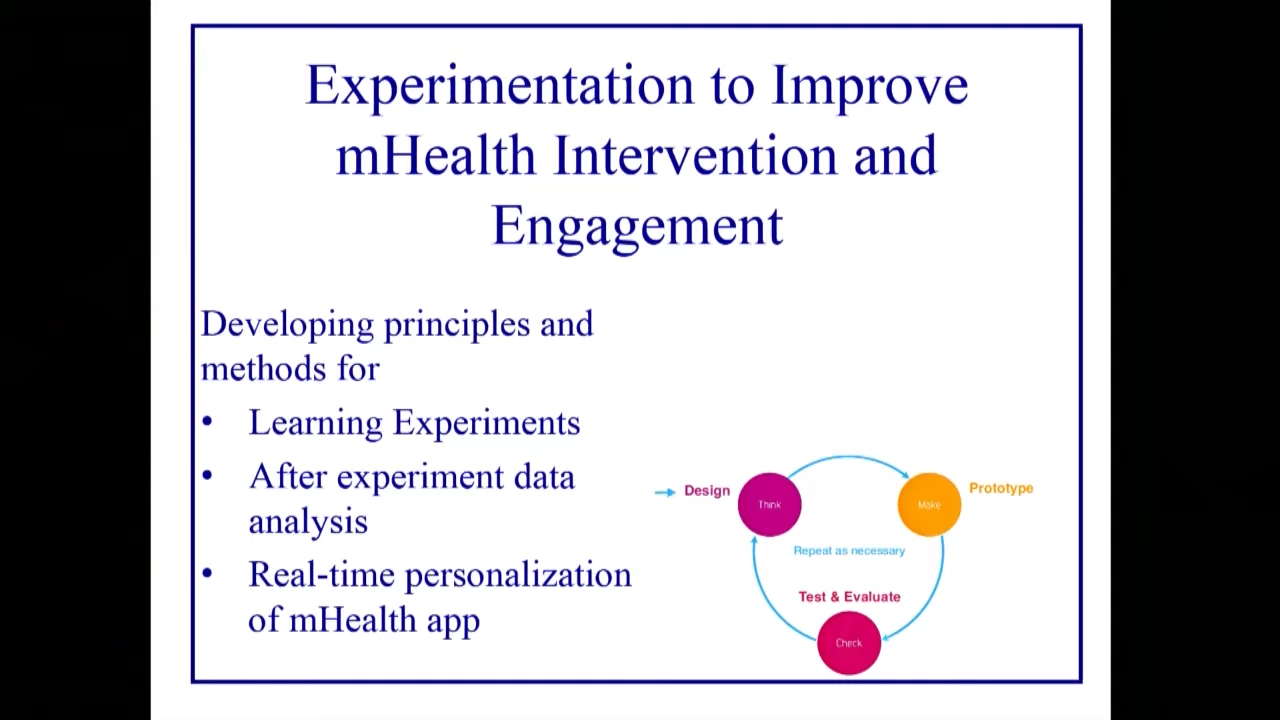 Experimentation to Improve
mHealth Intervention and
Engagement
Developing principles and
methods for
• Learning Experiments
• After experiment data
analysis
• Real-time personalization
of mHealth app
Design
Think
Make
Prototype
Repeat as necessary
Test & Evaluate
Check